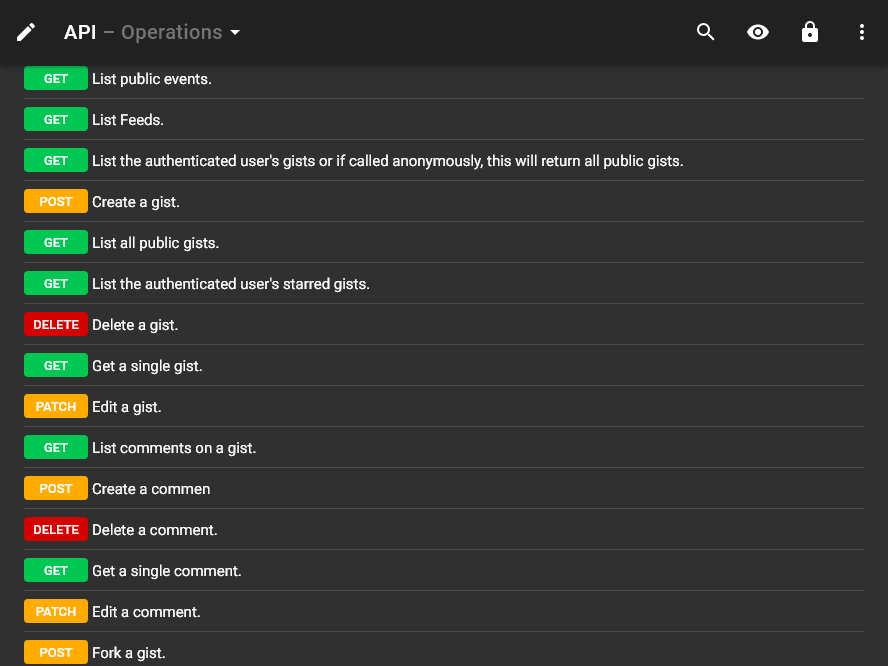 API – Operations
GET List public events.
GET List Feeds.
GET List the authenticated user's gists or if called anonymously, this will return all public gists.
POST Create a gist.
GET List all public gists.
GET List the authenticated user's starred gists.
DELETE Delete a gist.
GET Get a single gist.
PATCH Edit a gist.
GET List comments on a gist.
POST Create a commen
DELETE Delete a comment.
GET Get a single comment.
PATCH Edit a comment.
POST Fork a gist.